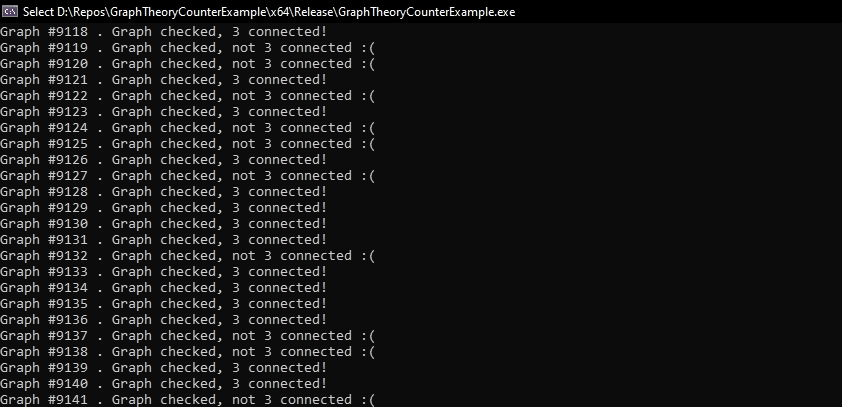 Select D:\Repos\GraphTheoryCounterExample\x64\Release\GraphTheoryCounterExample.exe
Graph #9118 . Graph checked, 3 connected!
Graph #9119 . Graph checked, not 3 connected :(
Graph #9120 . Graph checked, not 3 connected :(
Graph #9121 . Graph checked, 3 connected!
Graph #9122 . Graph checked, not 3 connected :(
Graph #9123 . Graph checked, 3 connected!
Graph #9124 . Graph checked, not 3 connected :(
Graph #9125 . Graph checked, not 3 connected :(
Graph #9126 . Graph checked, 3 connected!
Graph #9127 . Graph checked, not 3 connected :(
Graph #9128 . Graph checked, 3 connected!
Graph #9129 . Graph checked, 3 connected!
Graph #9130 . Graph checked, 3 connected!
Graph #9131 . Graph checked, 3 connected!
Graph #9132 . Graph checked, not 3 connected :(
Graph #9133 . Graph checked, 3 connected!
Graph #9134 . Graph checked, 3 connected!
Graph #9135 . Graph checked, 3 connected!
Graph #9136 . Graph checked, 3 connected!
Graph #9137 . Graph checked, not 3 connected :(
Graph #9138 . Graph checked, not 3 connected :(
Graph #9139 . Graph checked, 3 connected!
Graph #9140 . Graph checked, 3 connected!
Graph #9141 . Graph checked, not 3 connected :(